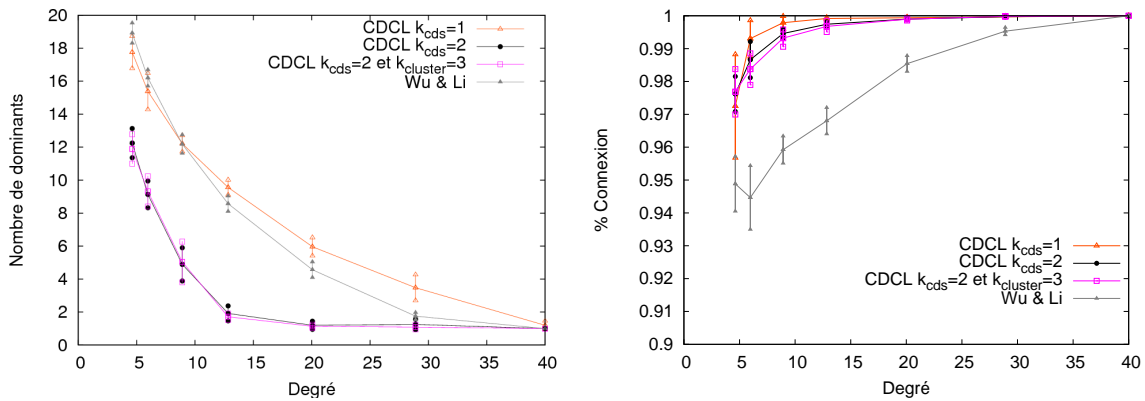 Nombre de dominants
20
18
16
14
12
10
8
6
4
2
0
0 5 10 15 20 25 30 35 40
Degré
CDCL kcds=1
CDCL kcds=2
CDCL kcds=2 et kcluster=3
Wu & Li
% Connexion
1
0.99
0.98
0.97
0.96
0.95
0.94
0.93
0.92
0.91
0.9
0 5 10 15 20 25 30 35 40
Degré
CDCL kcds=1
CDCL kcds=2
CDCL kcds=2 et kcluster=3
Wu & Li